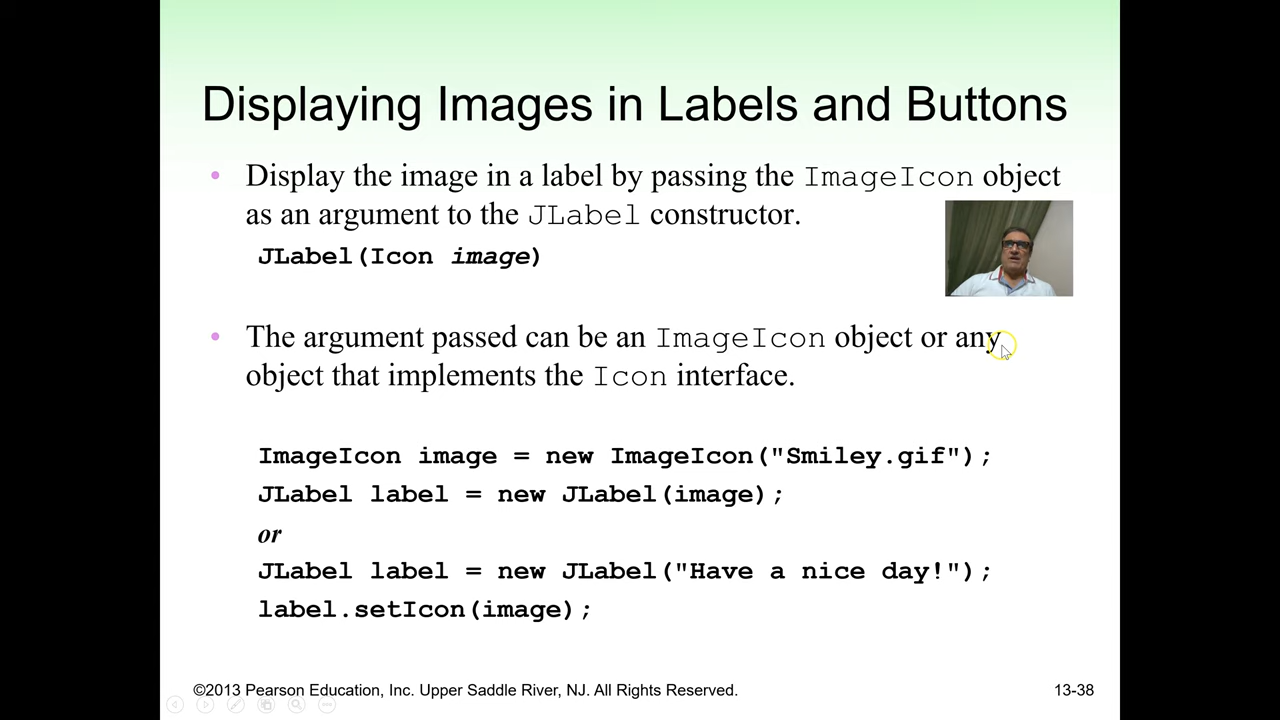 Displaying Images in Labels and Buttons
• Display the image in a label by passing the ImageIcon object
as an argument to the JLabel constructor.
JLabel(Icon image)
• The argument passed can be an ImageIcon object or any
object that implements the Icon interface.
ImageIcon image = new ImageIcon("Smiley.gif");
JLabel label = new JLabel(image);
or
JLabel label = new JLabel("Have a nice day!");
label.setIcon(image);
©2013 Pearson Education, Inc. Upper Saddle River, NJ. All Rights Reserved.
13-38